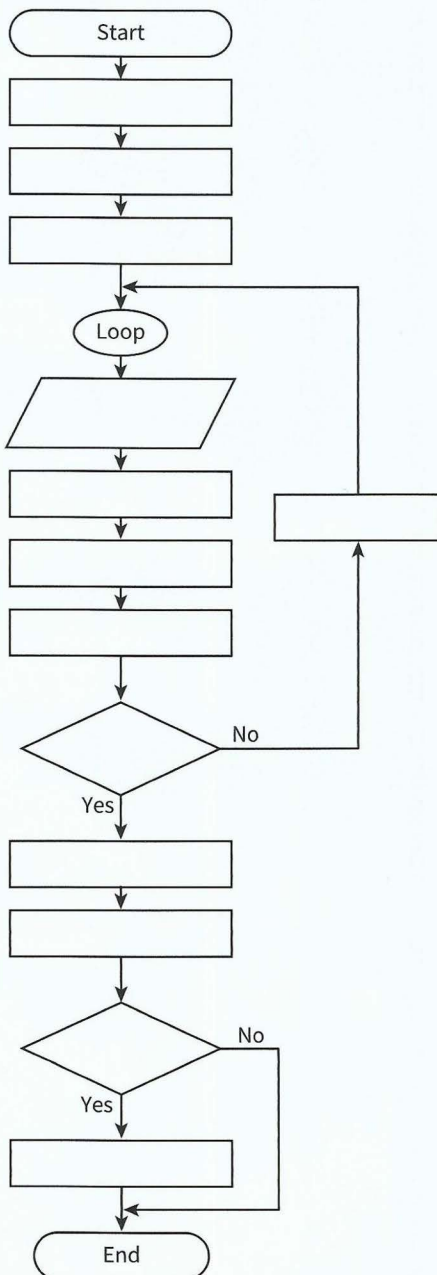 Start
Loop
No
Yes
No
Yes
End